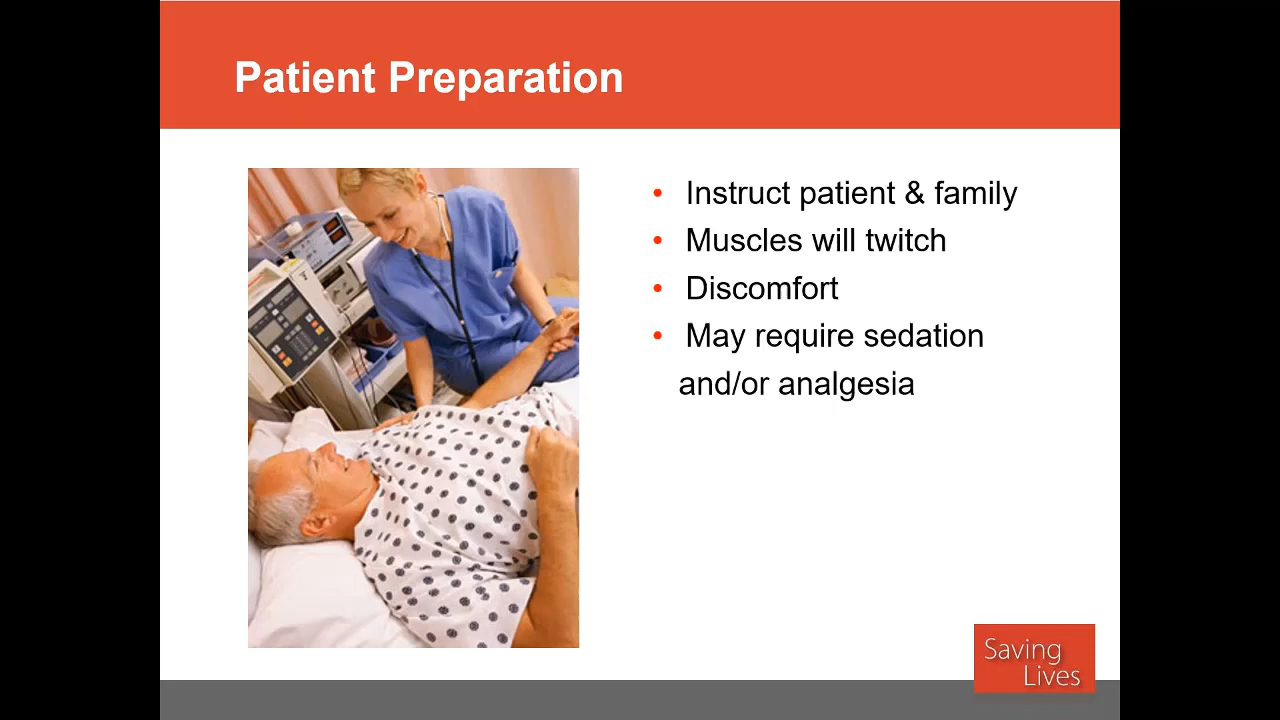 Patient Preparation
• Instruct patient & family
• Muscles will twitch
• Discomfort
• May require sedation
and/or analgesia
Saving
Lives